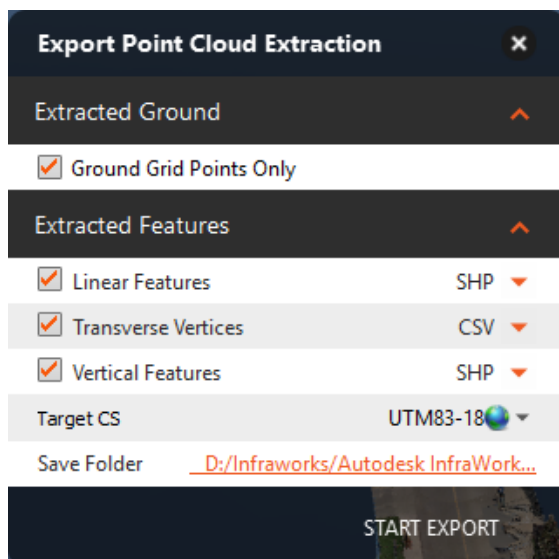 Export Point Cloud Extraction
Extracted Ground
Ground Grid Points Only
Extracted Features
Linear Features SHP
Transverse Vertices CSV
Vertical Features SHP
Target CS UTM83-18
Save Folder D:/Infraworks/Autodesk InfraWork...
START EXPORT